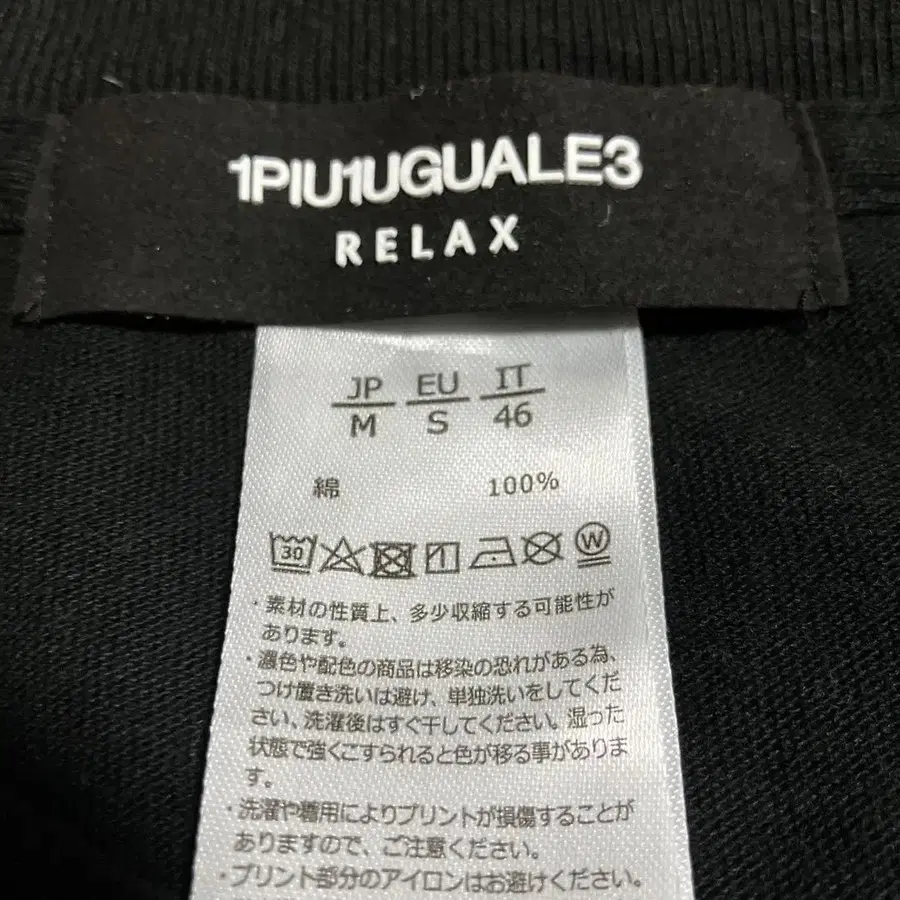 1PIU1UGUALE3
RELAX
JP EU IT
M S 46
綿 100%
30 W
・素材の性質上、多少収縮する可能性が
あります。
・濃色や配色の商品は移染の恐れがある為、
つけ置き洗いは避け、単独洗いをしてくだ
さい、洗濯後はすぐ干してください。湿った
状態で強くこすられると色が移る事がありま
す。
・洗濯や着用によりプリントが損傷することが
ありますので、ご注意ください。
・プリント部分のアイロンはお避けください。